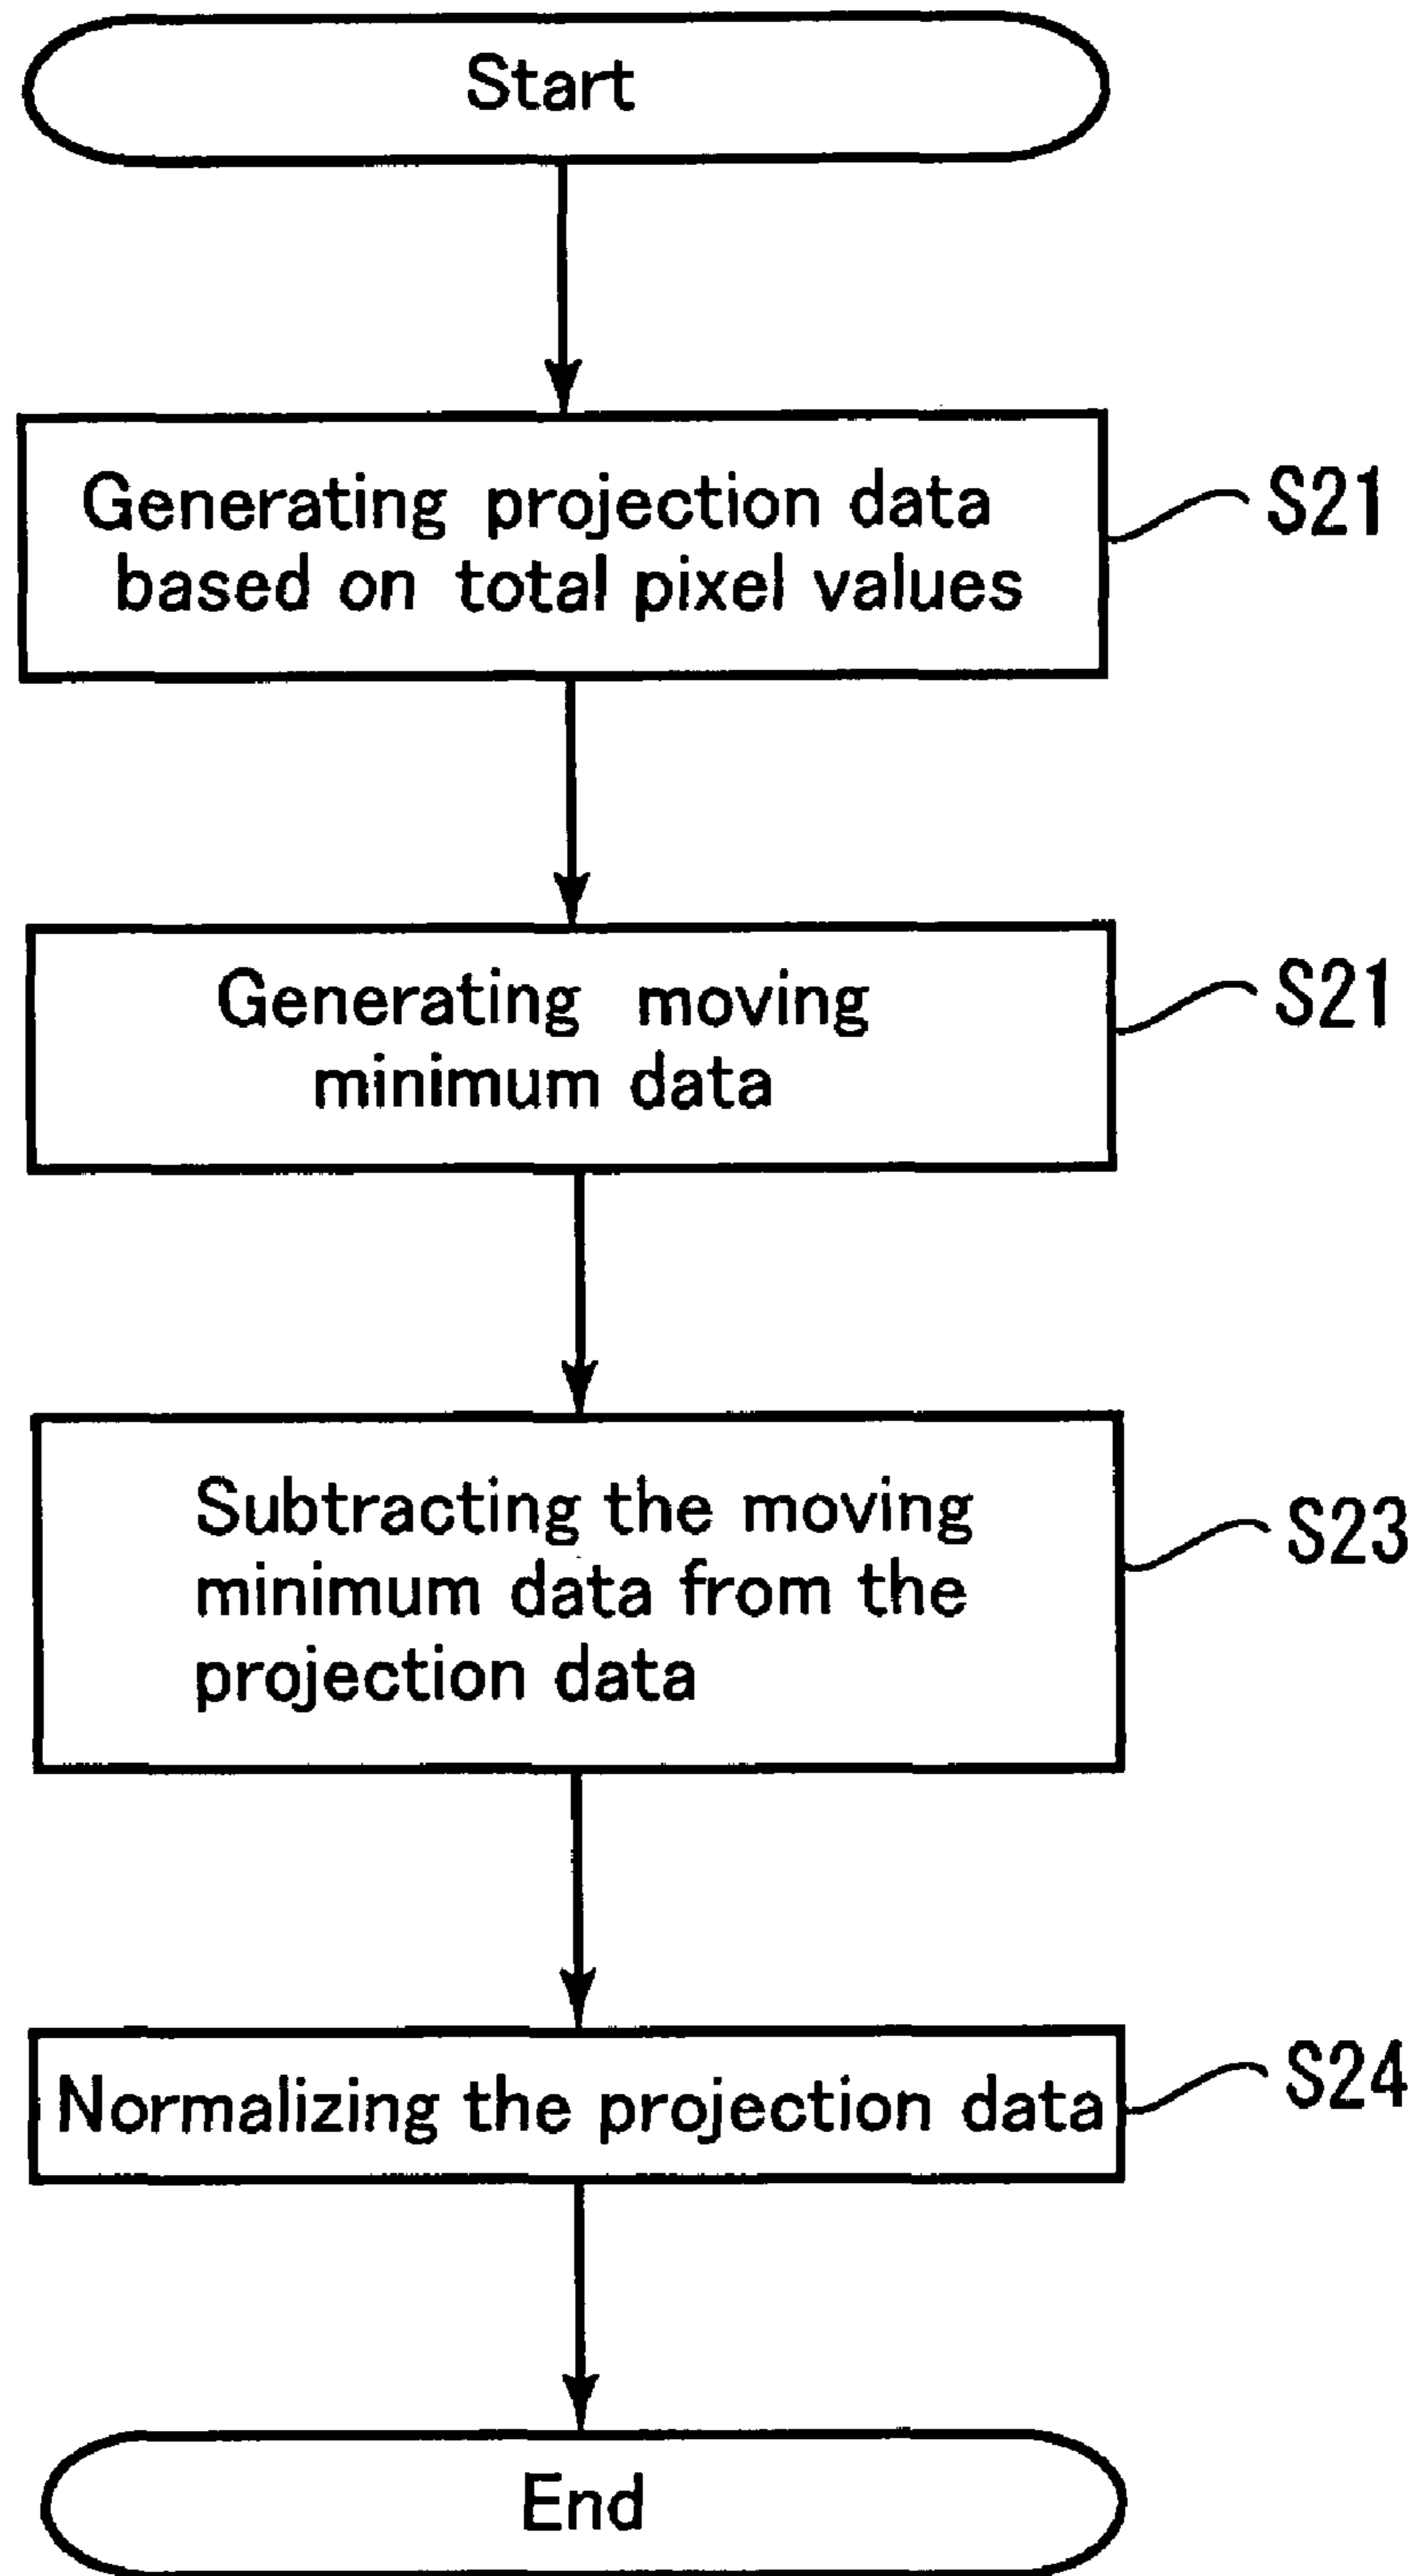 Start
Generating projection data
based on total pixel values
S21
Generating moving
minimum data
S21
Subtracting the moving
minimum data from the
projection data
S23
Normalizing the projection data
S24
End